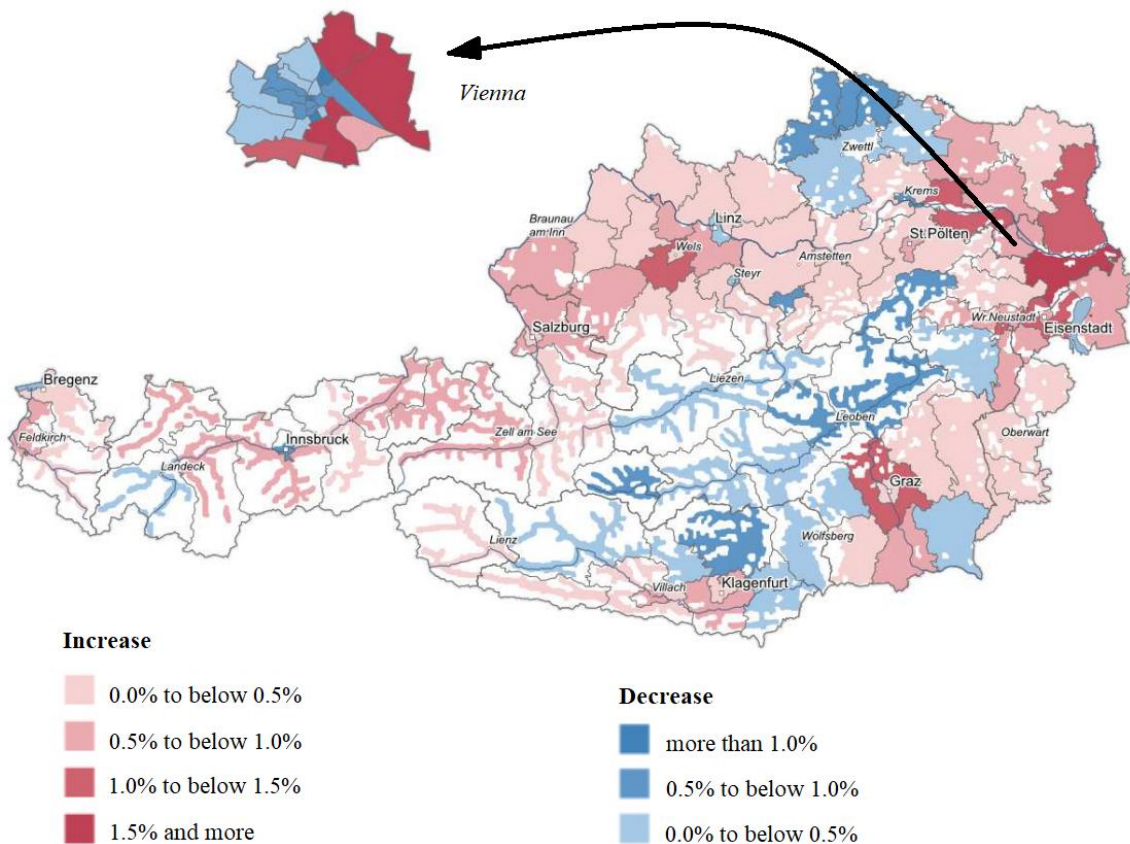 Vienna
Zwettl
Krems
Braunau
am Inn
Linz
St.Pölten
Wels
Amstetten
Steyr
Wr.Neustadt
Eisenstadt
Salzburg
Bregenz
Liezen
Leoben
Feldkirch
Innsbruck
Zell am See
Oberwart
Landeck
Graz
Lienz
Wolfsberg
Villach
Klagenfurt
Increase
0.0% to below 0.5%
0.5% to below 1.0%
1.0% to below 1.5%
1.5% and more
Decrease
more than 1.0%
0.5% to below 1.0%
0.0% to below 0.5%